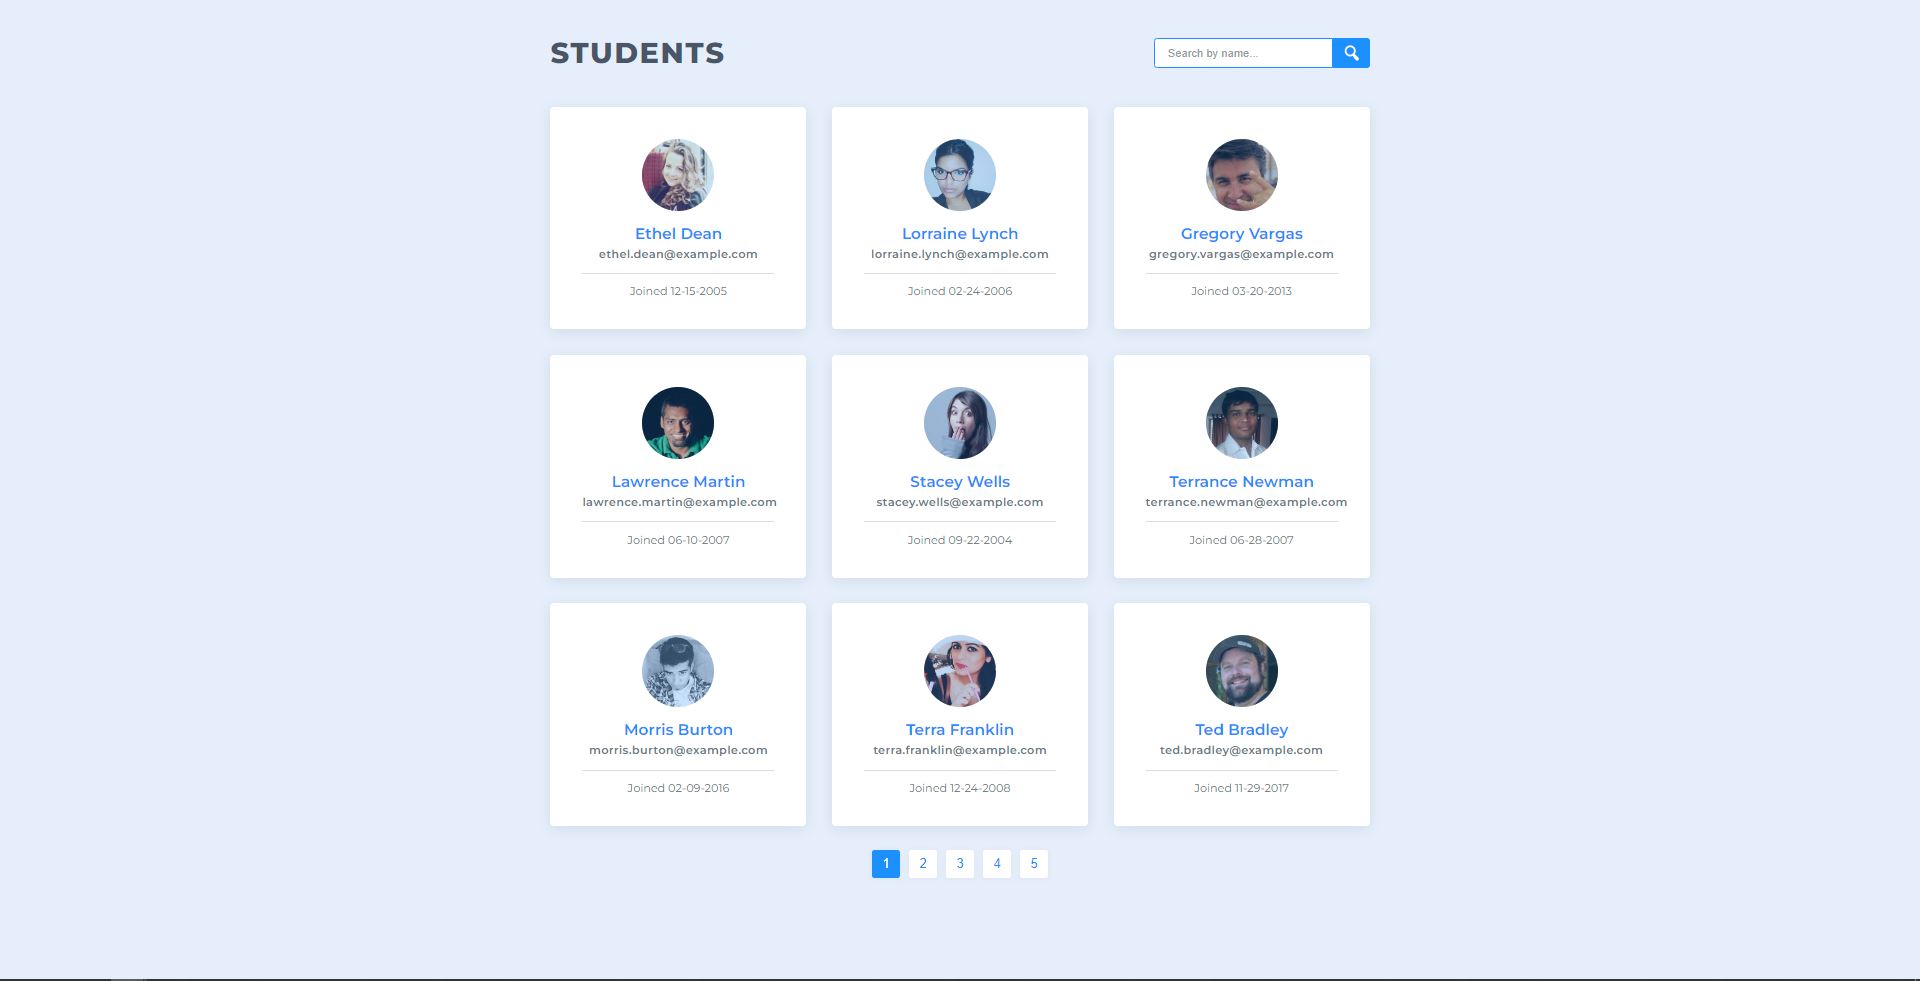 STUDENTS
Search by name...
Ethel Dean
ethel.dean@example.com
Joined 12-15-2005
Lorraine Lynch
lorraine.lynch@example.com
Joined 02-24-2006
Gregory Vargas
gregory.vargas@example.com
Joined 03-20-2013
Lawrence Martin
lawrence.martin@example.com
Joined 06-10-2007
Stacey Wells
stacey.wells@example.com
Joined 09-22-2004
Terrance Newman
terrance.newman@example.com
Joined 06-28-2007
Morris Burton
morris.burton@example.com
Joined 02-09-2016
Terra Franklin
terra.franklin@example.com
Joined 12-24-2008
Ted Bradley
ted.bradley@example.com
Joined 11-29-2017
1 2 3 4 5